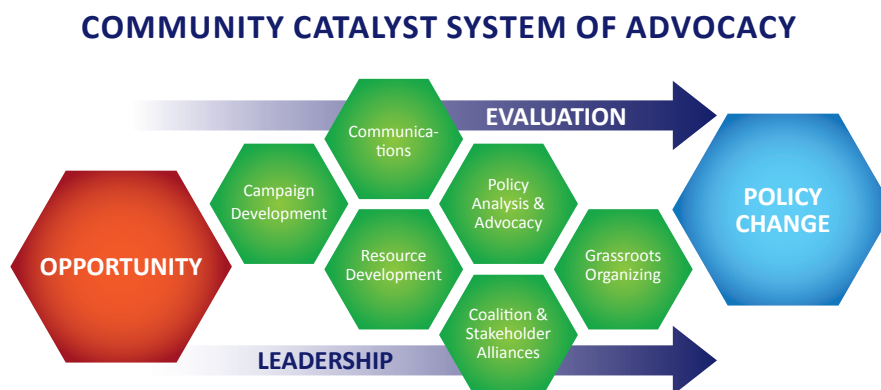 COMMUNITY CATALYST SYSTEM OF ADVOCACY
EVALUATION
Communica-
tions
Campaign
Development
Policy
Analysis &
Advocacy
POLICY
CHANGE
OPPORTUNITY
Resource
Development
Grassroots
Organizing
Coalition &
Stakeholder
Alliances
LEADERSHIP